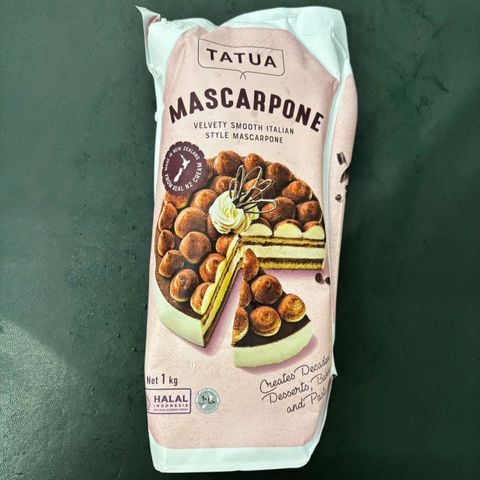 TATUA
MASCARPONE
VELVETY SMOOTH ITALIAN
STYLE MASCARPONE
MADE IN NEW ZEALAND
FROM REAL NZ CREAM
Net 1 kg
HALAL
INDONESIA
Creates Decadent
Desserts,
and